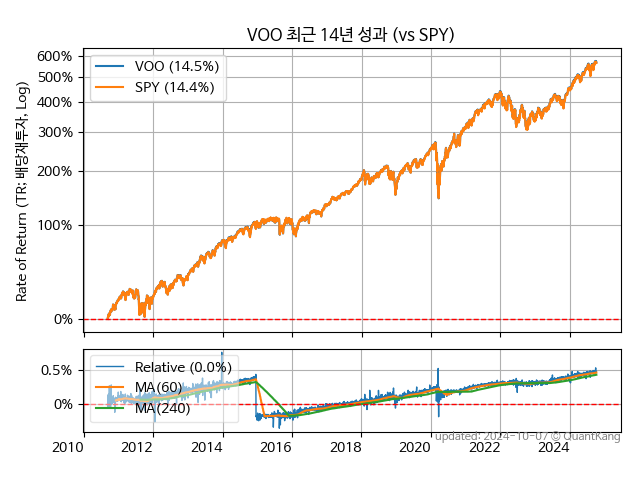 VOO 최근 14년 성과 (vs SPY)
600%
500%
400%
300%
200%
100%
0%
Rate of Return (TR: 배당재투자, Log)
VOO (14.5%)
SPY (14.4%)
0.5%
0%
Relative (0.0%)
MA(60)
MA(240)
2010 2012 2014 2016 2018 2020 2022 2024
updated: 2024-10-07 © QuantKang